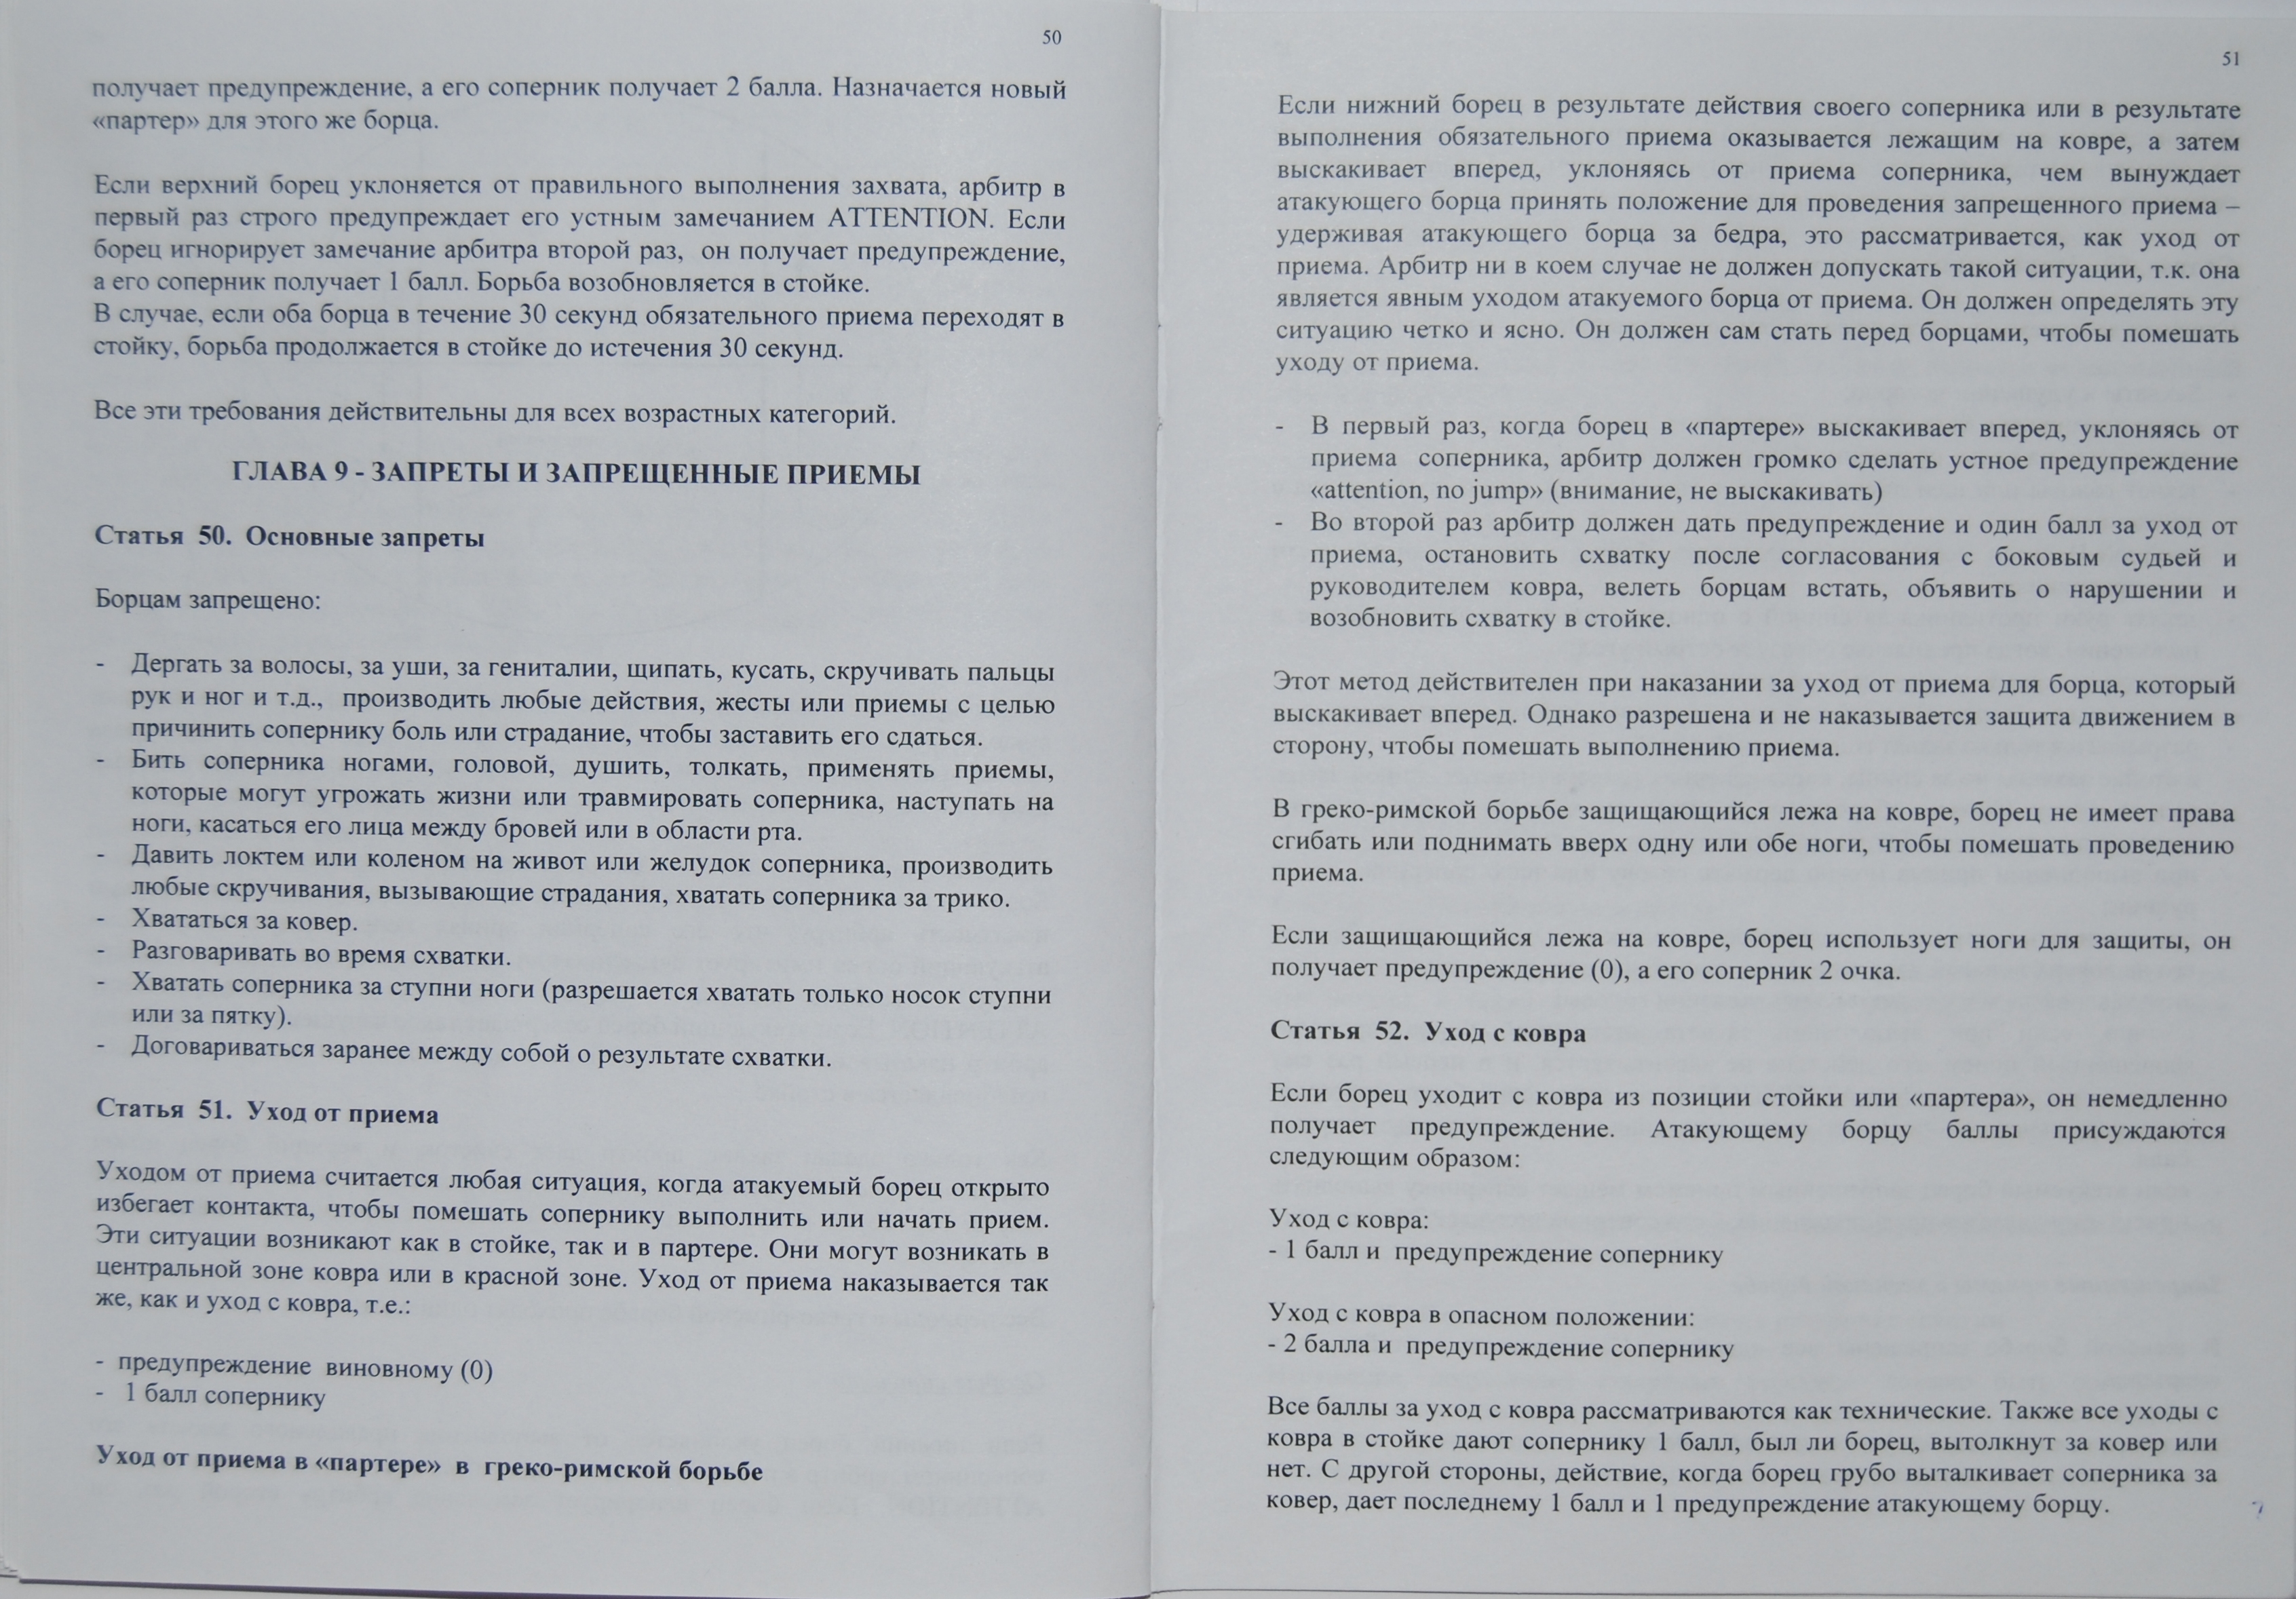 50
получает предупреждение, а его соперник получает 2 балла. Назначается новый
«партер» для этого же борца.
Если верхний борец уклоняется от правильного выполнения захвата, арбитр в
первый раз строго предупреждает его устным замечанием ATTENTION. Если
борец игнорирует замечание арбитра второй раз, он получает предупреждение,
а его соперник получает 1 балл. Борьба возобновляется в стойке.
В случае, если оба борца в течение 30 секунд обязательного приема переходят в
стойку, борьба продолжается в стойке до истечения 30 секунд.
Все эти требования действительны для всех возрастных категорий.
ГЛАВА 9 - ЗАПРЕТЫ И ЗАПРЕЩЕННЫЕ ПРИЕМЫ
Статья 50. Основные запреты
Борцам запрещено:
- Дергать за волосы, за уши, за гениталии, щипать, кусать, скручивать пальцы
рук и ног и т.д., производить любые действия, жесты или приемы с целью
причинить сопернику боль или страдание, чтобы заставить его сдаться.
- Бить соперника ногами, головой, душить, толкать, применять приемы,
которые могут угрожать жизни или травмировать соперника, наступать на
ноги, касаться его лица между бровей или в области рта.
- Давить локтем или коленом на живот или желудок соперника, производить
любые скручивания, вызывающие страдания, хватать соперника за трико.
- Хвататься за ковер.
- Разговаривать во время схватки.
- Хватать соперника за ступни ноги (разрешается хватать только носок ступни
или за пятку).
- Договариваться заранее между собой о результате схватки.
Статья 51. Уход от приема
Уходом от приема считается любая ситуация, когда атакуемый борец открыто
избегает контакта, чтобы помешать сопернику выполнить или начать прием.
Эти ситуации возникают как в стойке, так и в партере. Они могут возникать в
центральной зоне ковра или в красной зоне. Уход от приема наказывается так
же, как и уход с ковра, т.е.:
- предупреждение виновному (0)
- 1 балл сопернику
Уход от приема в «партере» в греко-римской борьбе
51
Если нижний борец в результате действия своего соперника или в результате
выполнения обязательного приема оказывается лежащим на ковре, а затем
выскакивает вперед, уклоняясь от приема соперника, чем вынуждает
атакующего борца принять положение для проведения запрещенного приема –
удерживая атакующего борца за бедра, это рассматривается, как уход от
приема. Арбитр ни в коем случае не должен допускать такой ситуации, т.к. она
является явным уходом атакуемого борца от приема. Он должен определять эту
ситуацию четко и ясно. Он должен сам стать перед борцами, чтобы помешать
уходу от приема.
- В первый раз, когда борец в «партере» выскакивает вперед, уклоняясь от
приема соперника, арбитр должен громко сделать устное предупреждение
«attention, no jump» (внимание, не выскакивать)
- Во второй раз арбитр должен дать предупреждение и один балл за уход от
приема, остановить схватку после согласования с боковым судьей и
руководителем ковра, велеть борцам встать, объявить о нарушении и
возобновить схватку в стойке.
Этот метод действителен при наказании за уход от приема для борца, который
выскакивает вперед. Однако разрешена и не наказывается защита движением в
сторону, чтобы помешать выполнению приема.
В греко-римской борьбе защищающийся лежа на ковре, борец не имеет права
сгибать или поднимать вверх одну или обе ноги, чтобы помешать проведению
приема.
Если защищающийся лежа на ковре, борец использует ноги для защиты, он
получает предупреждение (0), а его соперник 2 очка.
Статья 52. Уход с ковра
Если борец уходит с ковра из позиции стойки или «партера», он немедленно
получает предупреждение. Атакующему борцу баллы присуждаются
следующим образом:
Уход с ковра:
- 1 балл и предупреждение сопернику
Уход с ковра в опасном положении:
- 2 балла и предупреждение сопернику
Все баллы за уход с ковра рассматриваются как технические. Также все уходы с
ковра в стойке дают сопернику 1 балл, был ли борец, вытолкнут за ковер или
нет. С другой стороны, действие, когда борец грубо выталкивает соперника за
ковер, дает последнему 1 балл и 1 предупреждение атакующему борцу.